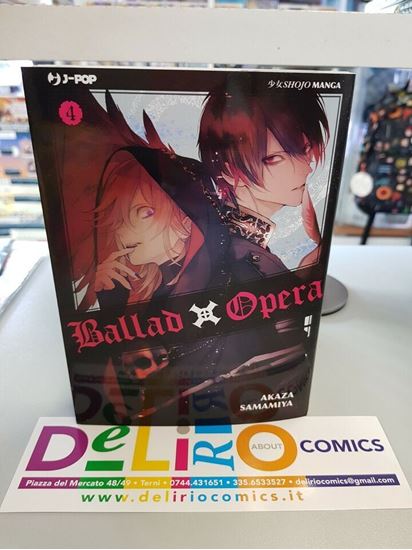 J-POP
少女SHOJO MANGA
4
Ballad Opera
AKAZA
SAMAMIYA
DeLiRiO
ABOUT
COMICS
Piazza del Mercato 48/49 • Terni • 0744.431651 • 335.6533527 • deliriocomics@gmail.com
www.deliriocomics.it